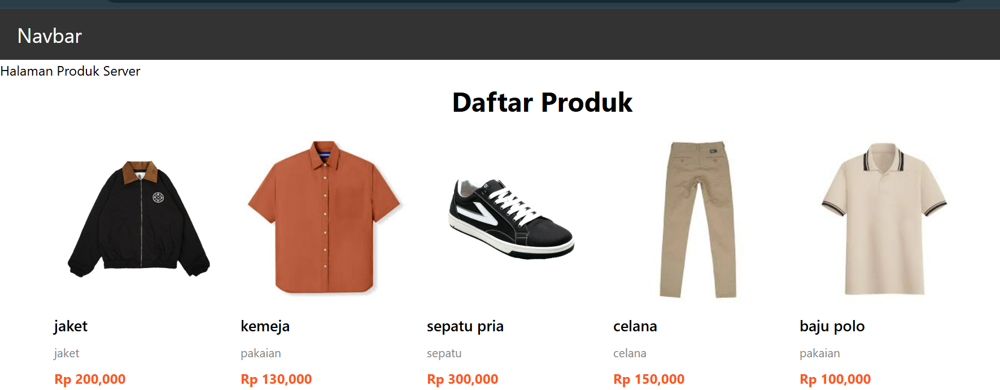 Navbar
Halaman Produk Server
Daftar Produk
jaket
jaket
Rp 200,000
kemeja
pakaian
Rp 130,000
sepatu pria
sepatu
Rp 300,000
celana
celana
Rp 150,000
baju polo
pakaian
Rp 100,000